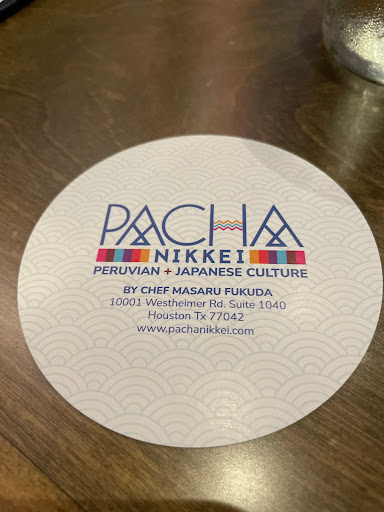 PACHA
NIKKEI
PERUVIAN + JAPANESE CULTURE
BY CHEF MASARU FUKUDA
10001 Westheimer Rd. Suite 1040
Houston Tx 77042
www.pachanikkei.com